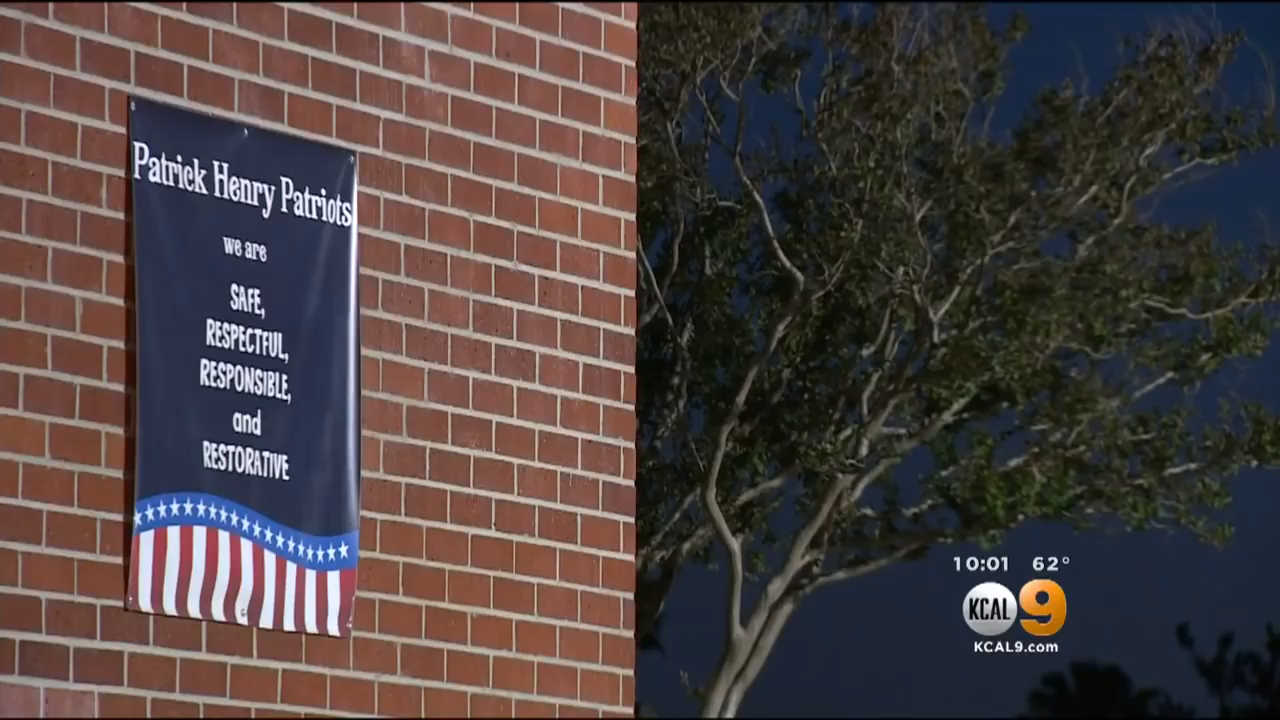 Patrick Henry Patriots
we are
SAFE,
RESPECTFUL,
RESPONSIBLE,
and
RESTORATIVE
10:01 62°
KCAL 9
KCAL9.com